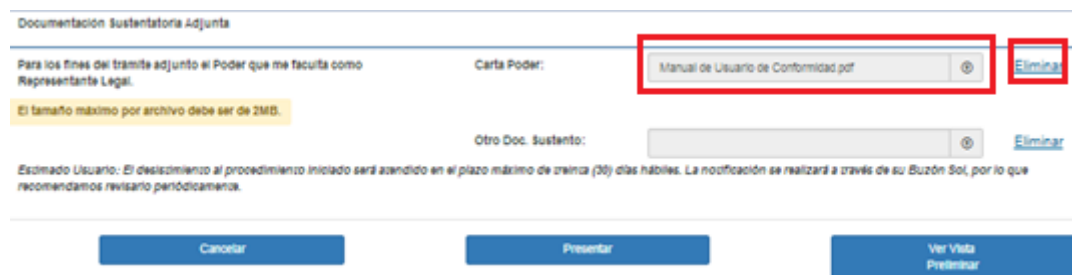 Documentación Sustentatoria Adjunta
Para los fines del trámite adjunto el Poder que me faculta como
Representante Legal.
Carta Poder:
Manual de Usuario de Conformidad.pdf
Eliminar
El tamaño máximo por archivo debe ser de 2MB.
Otro Doc. Sustento:
Eliminar
Estimado Usuario: El desistimiento al procedimiento iniciado será atendido en el plazo máximo de treinta (30) días hábiles. La notificación se realizará a través de su Buzón Sol, por lo que
recomendamos revisarlo periódicamente.
Cancelar
Presentar
Ver Vista
Preliminar